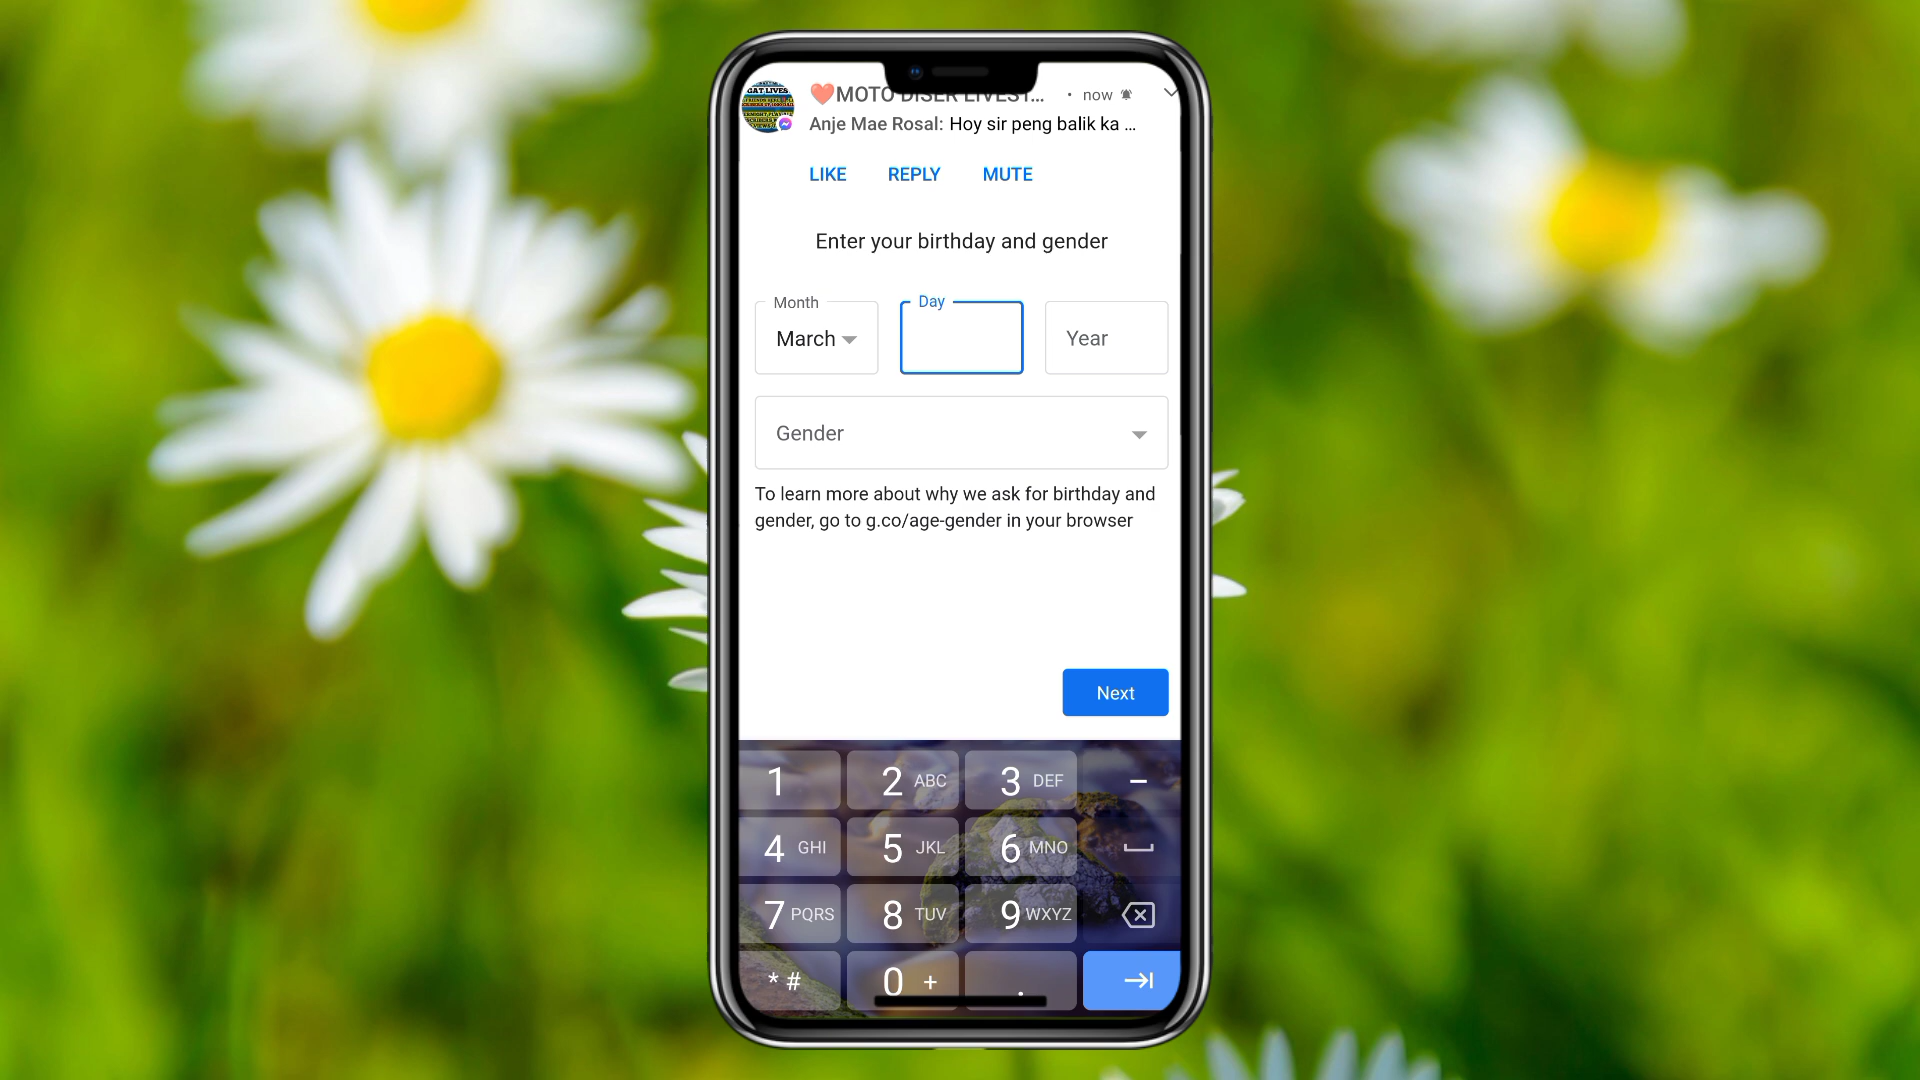 GAT LIVES
❤️MOTO DISER LIVEST... · now
Anje Mae Rosal: Hoy sir peng balik ka ...
LIKE REPLY MUTE
Enter your birthday and gender
Month Day
March Year
Gender
To learn more about why we ask for birthday and
gender, go to g.co/age-gender in your browser
Next
1 2 ABC 3 DEF –
4 GHI 5 JKL 6 MNO
7 PQRS 8 TUV 9 WXYZ
* # 0 + .